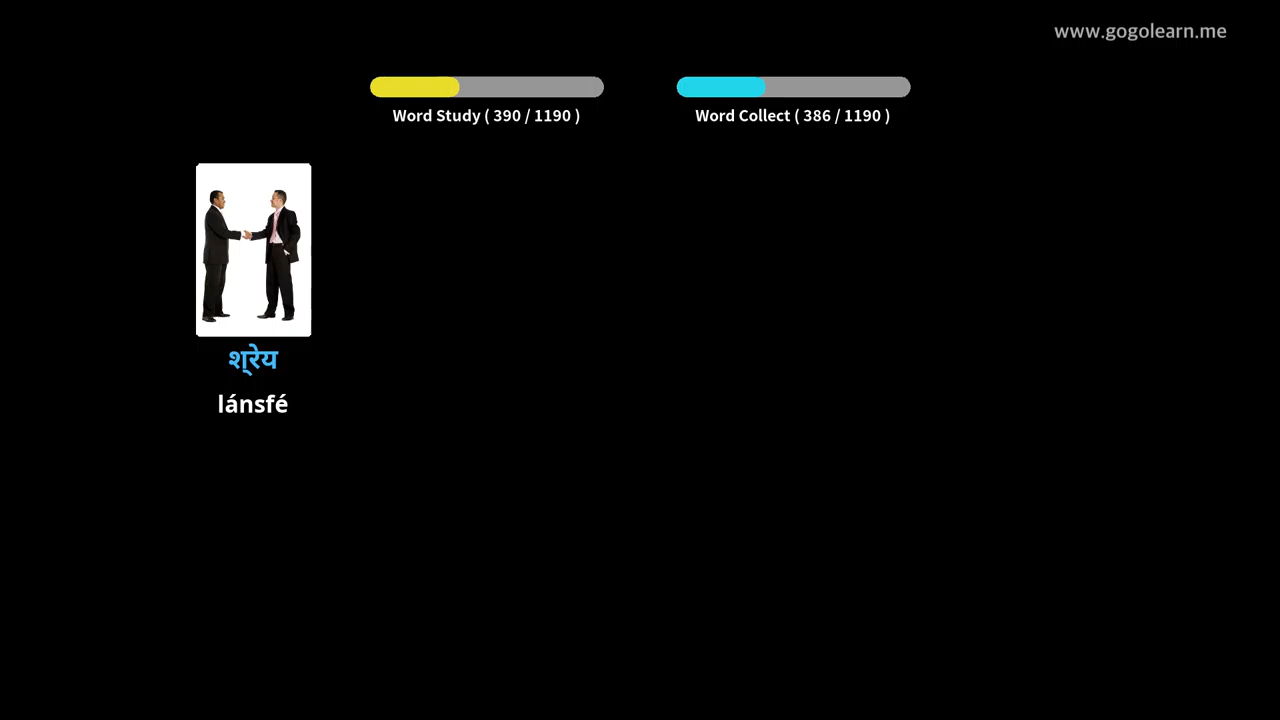 www.gogolearn.me
Word Study ( 390 / 1190 )
Word Collect ( 386 / 1190 )
श्रेय
lánsfé